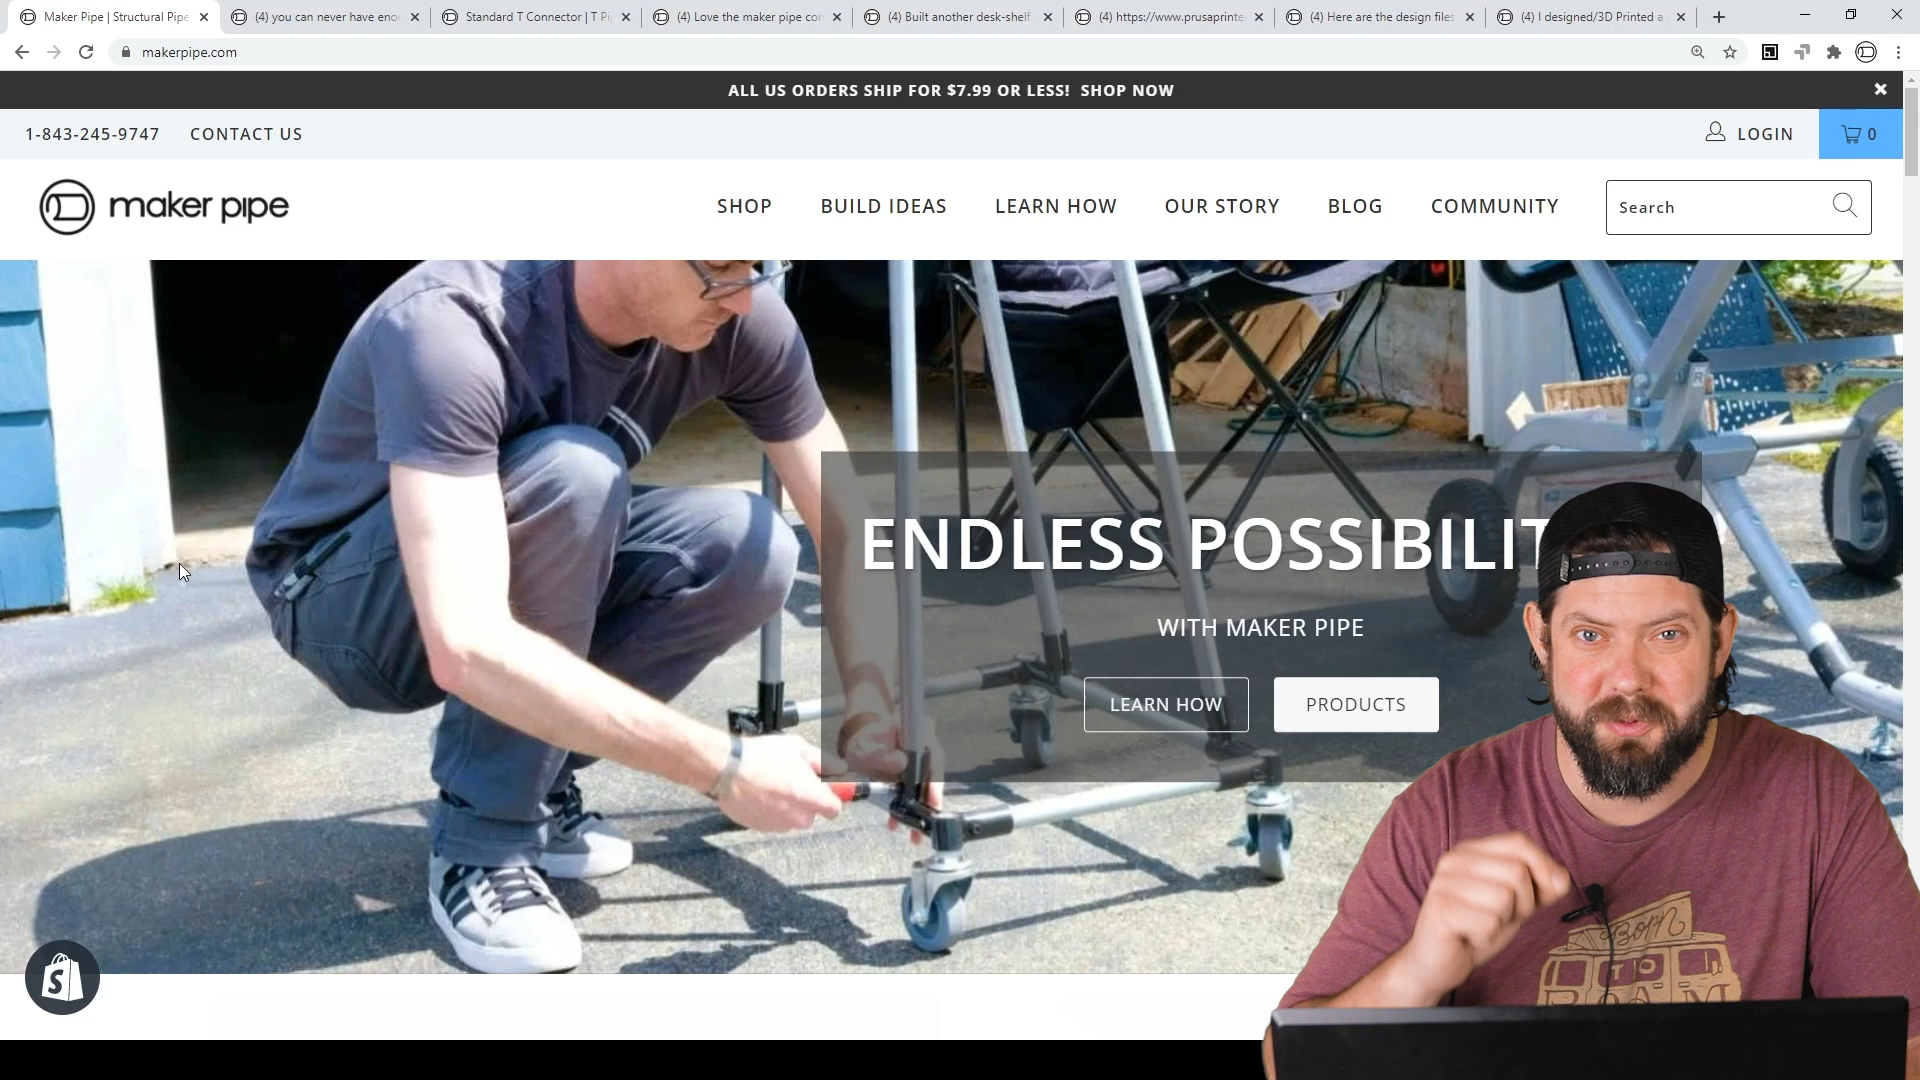 Maker Pipe | Structural Pipe
(4) you can never have eno
Standard T Connector | T Pi
(4) Love the maker pipe co
(4) Built another desk-shelf
(4) https://www.prusaprinte
(4) Here are the design files
(4) I designed/3D Printed a
makerpipe.com
ALL US ORDERS SHIP FOR $7.99 OR LESS! SHOP NOW
1-843-245-9747 CONTACT US
LOGIN
0
maker pipe
SHOP BUILD IDEAS LEARN HOW OUR STORY BLOG COMMUNITY
Search
ENDLESS POSSIBILIT
WITH MAKER PIPE
LEARN HOW
PRODUCTS
BORN
TO
ROAM